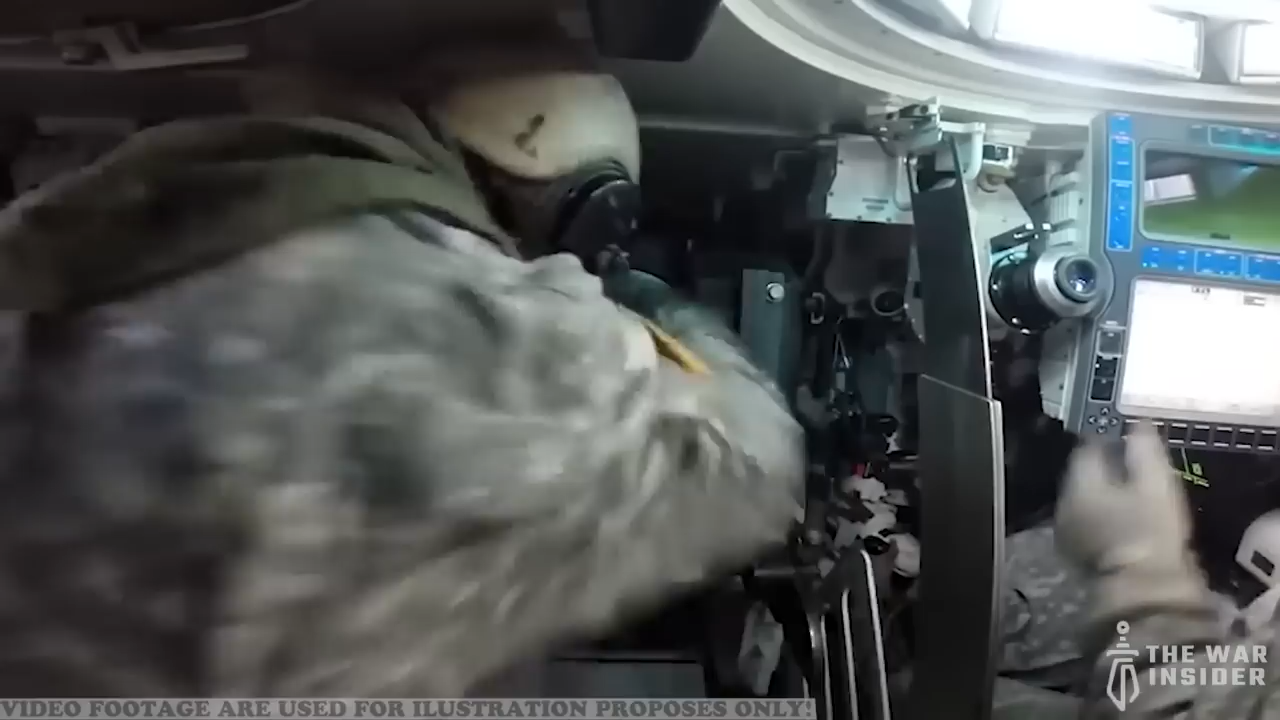 THE WAR
INSIDER
VIDEO FOOTAGE ARE USED FOR ILUSTRATION PROPOSES ONLY!